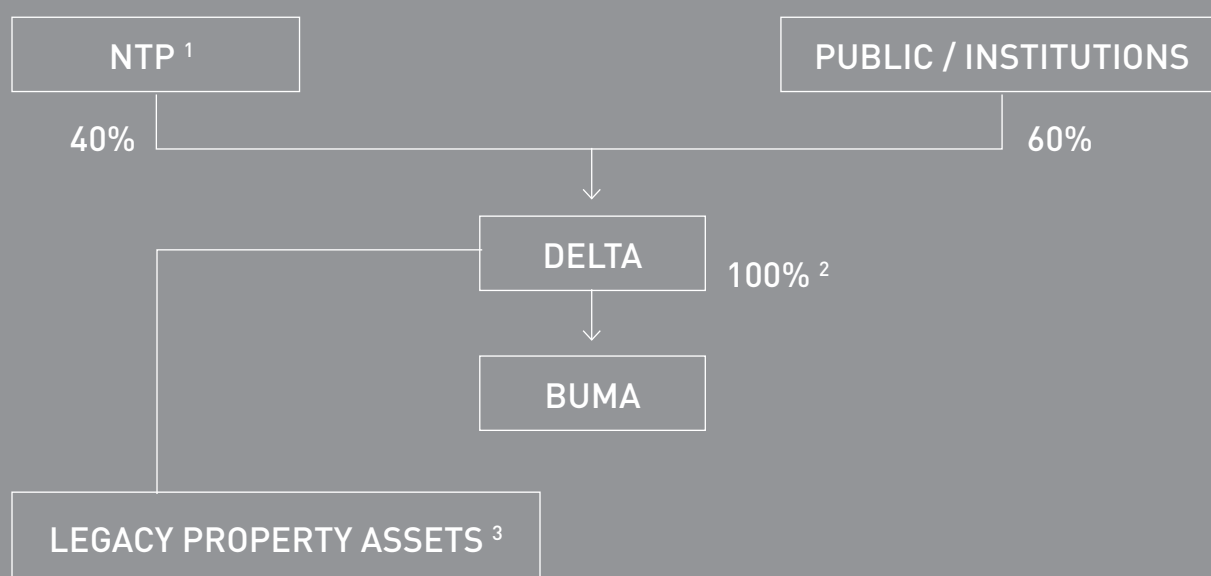 NTP ¹
PUBLIC / INSTITUTIONS
40%
60%
DELTA
100% ²
BUMA
LEGACY PROPERTY ASSETS ³